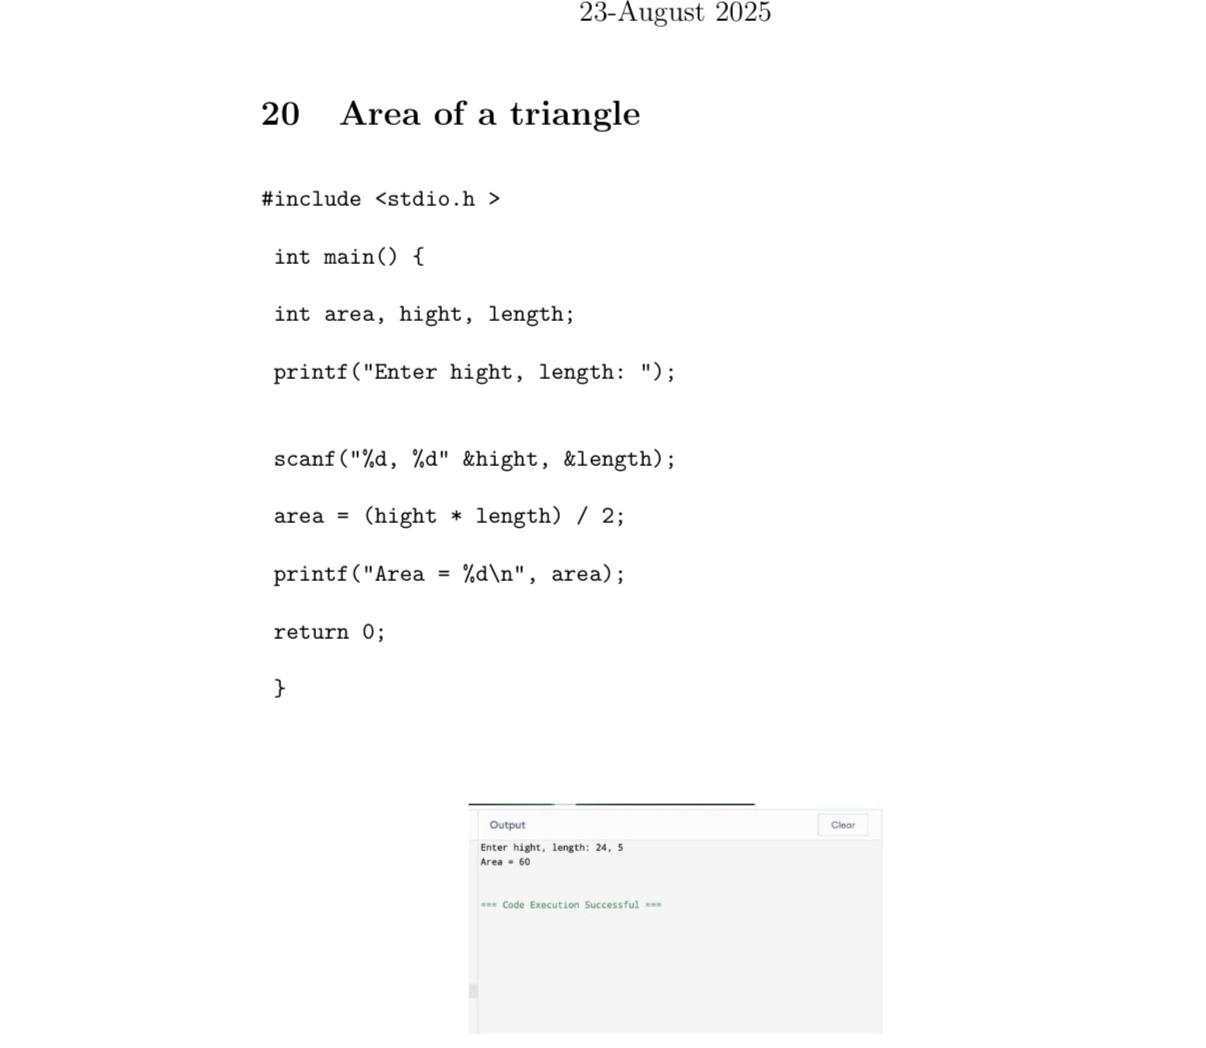 23-August 2025
20 Area of a triangle
#include <stdio.h >
int main() {
int area, hight, length;
printf("Enter hight, length: ");
scanf("%d, %d" &hight, &length);
area = (hight * length) / 2;
printf("Area = %d\n", area);
return 0;
}
Output
Clear
Enter hight, length: 24, 5
Area = 60
=== Code Execution Successful ===